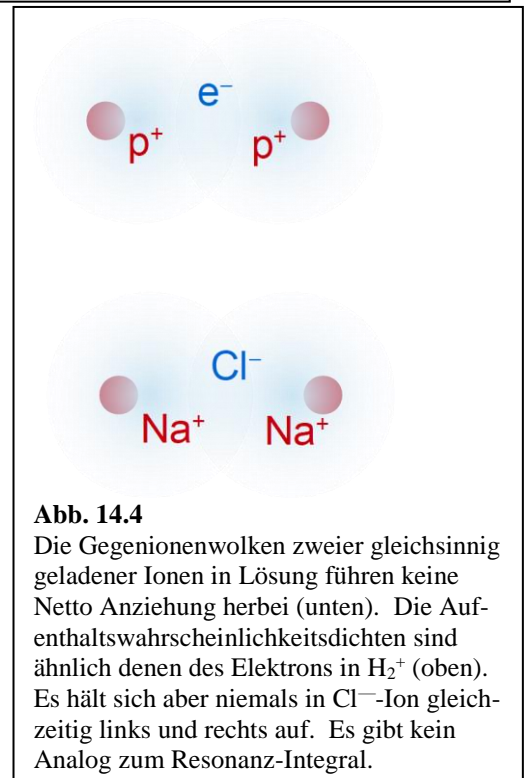 e⁻
p⁺ p⁺
Cl⁻
Na⁺ Na⁺
Abb. 14.4
Die Gegenionenwolken zweier gleichsinnig
geladener Ionen in Lösung führen keine
Netto Anziehung herbei (unten). Die Auf-
enthaltswahrscheinlichkeitsdichten sind
ähnlich denen des Elektrons in H₂⁺ (oben).
Es hält sich aber niemals in Cl⁻-Ion gleich-
zeitig links und rechts auf. Es gibt kein
Analog zum Resonanz-Integral.